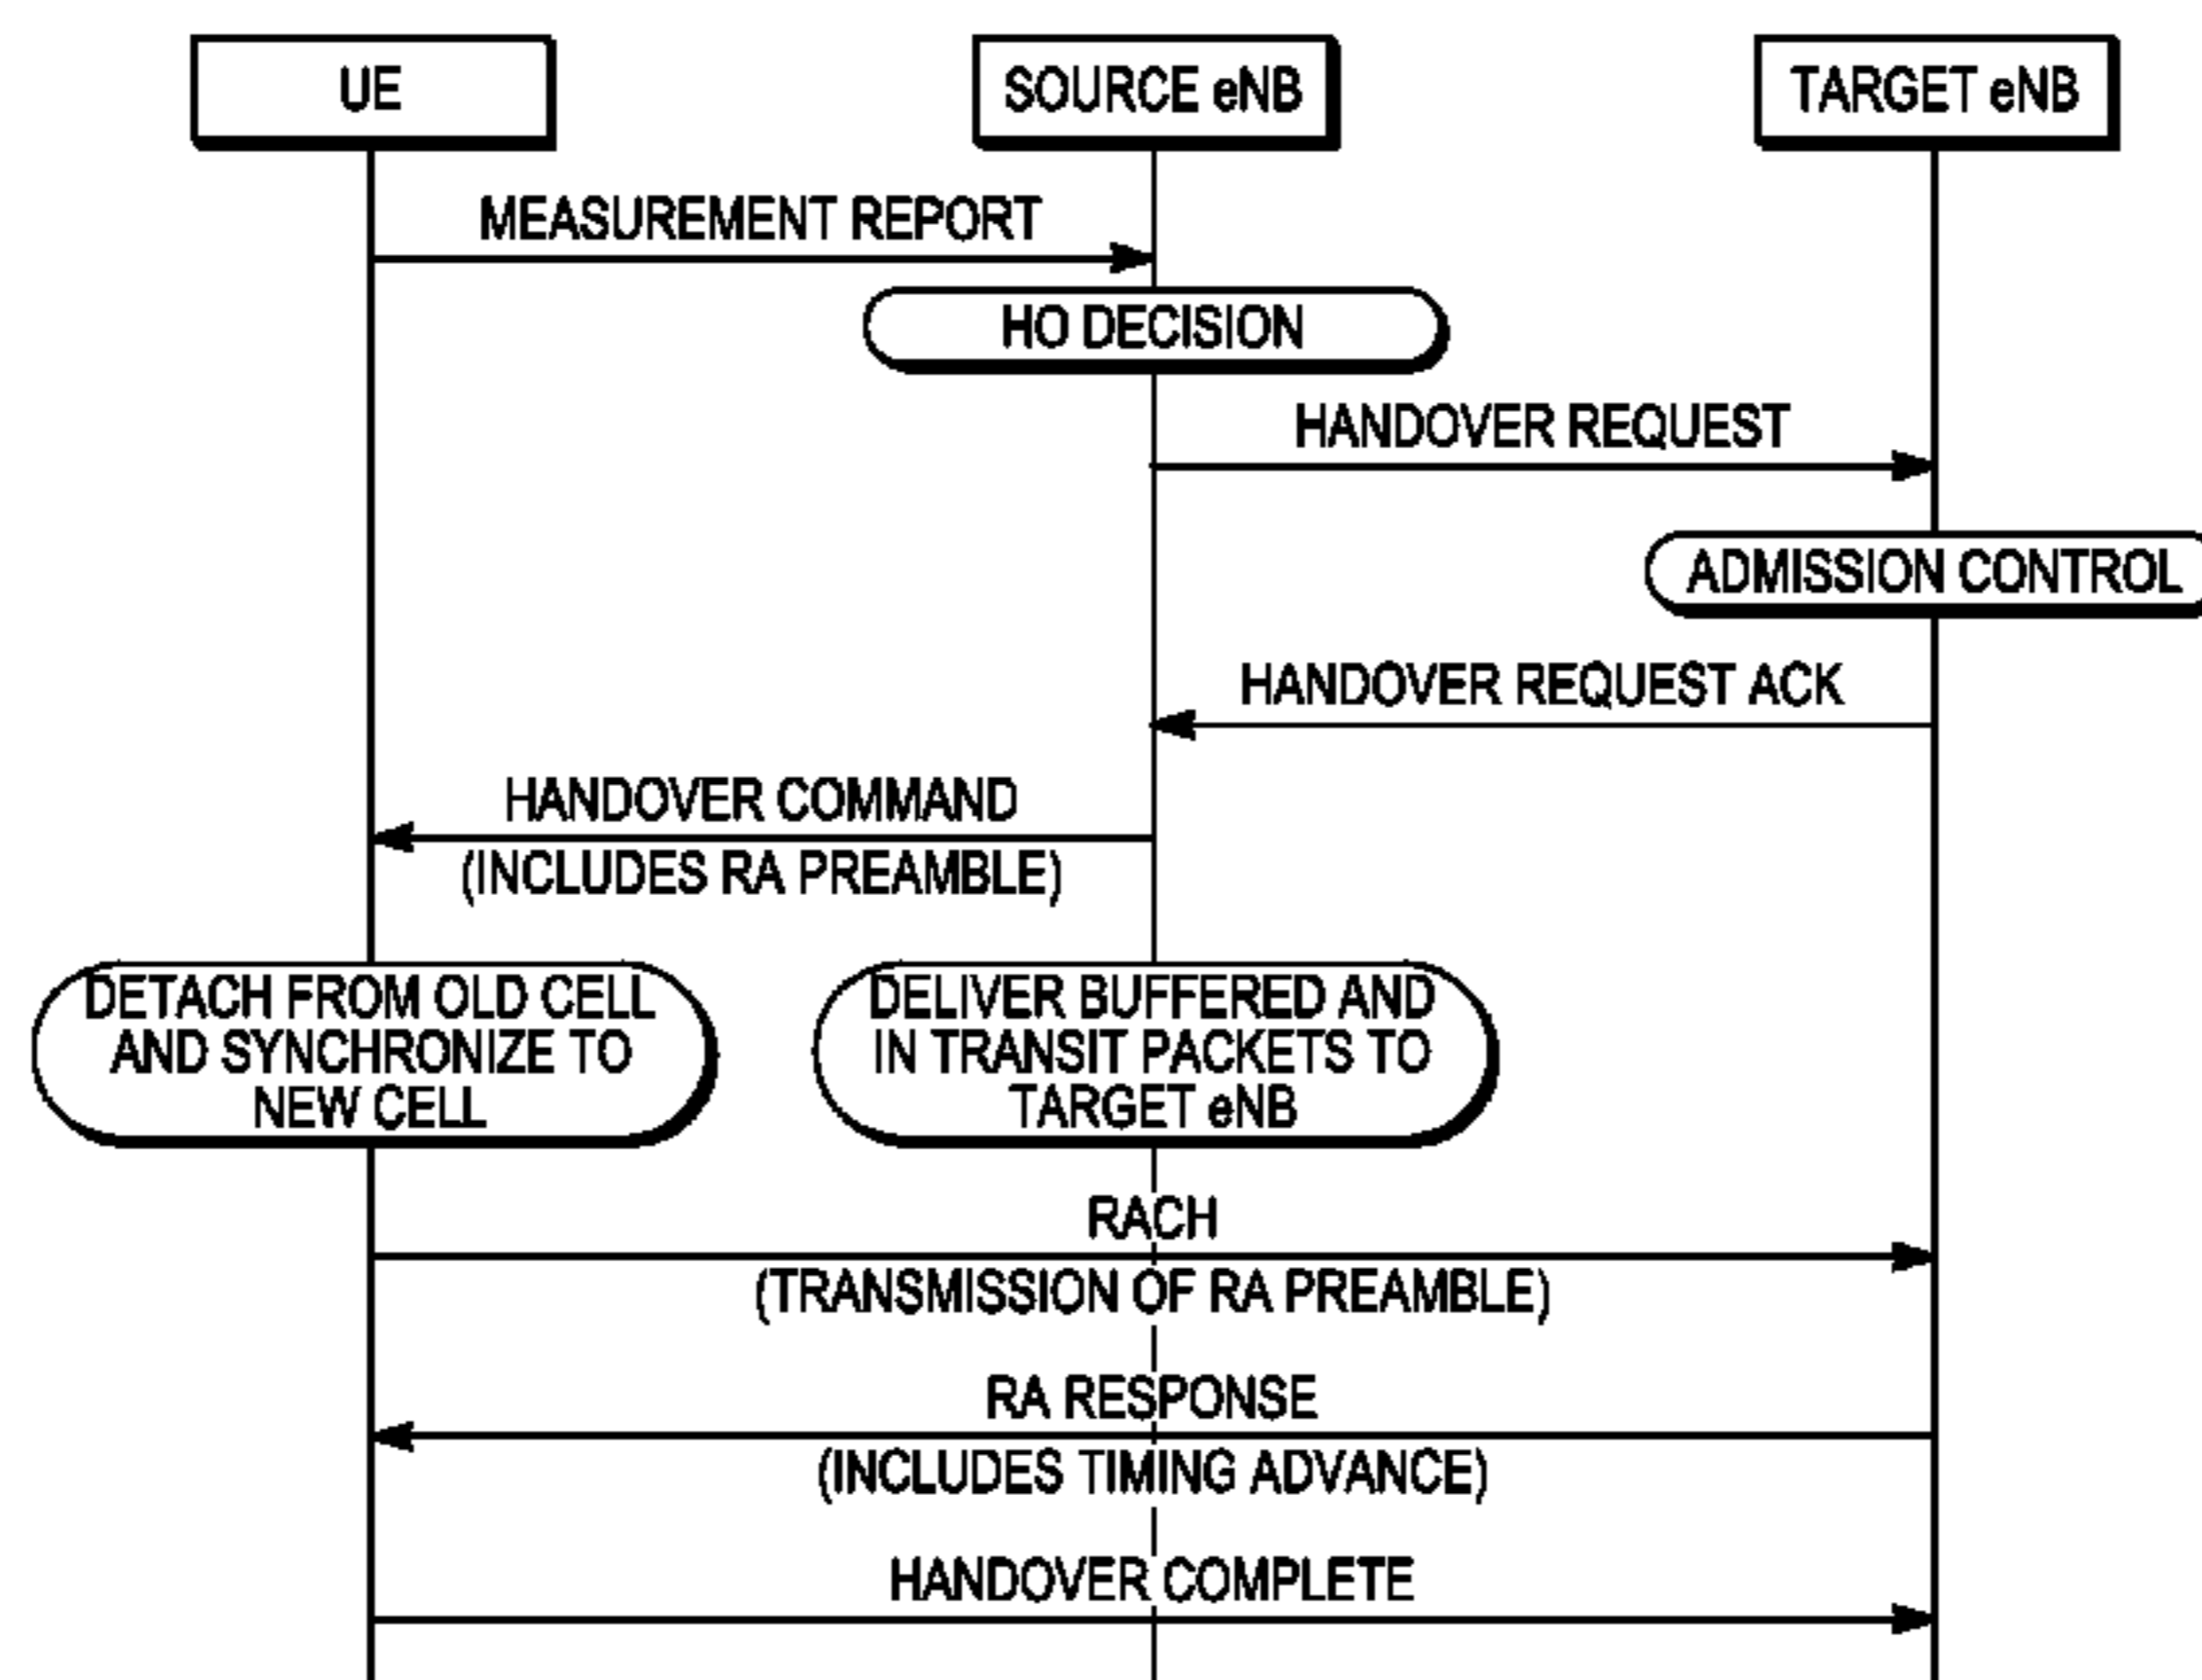 UE
SOURCE eNB
TARGET eNB
MEASUREMENT REPORT
HO DECISION
HANDOVER REQUEST
ADMISSION CONTROL
HANDOVER REQUEST ACK
HANDOVER COMMAND
(INCLUDES RA PREAMBLE)
DETACH FROM OLD CELL
AND SYNCHRONIZE TO
NEW CELL
DELIVER BUFFERED AND
IN TRANSIT PACKETS TO
TARGET eNB
RACH
(TRANSMISSION OF RA PREAMBLE)
RA RESPONSE
(INCLUDES TIMING ADVANCE)
HANDOVER COMPLETE